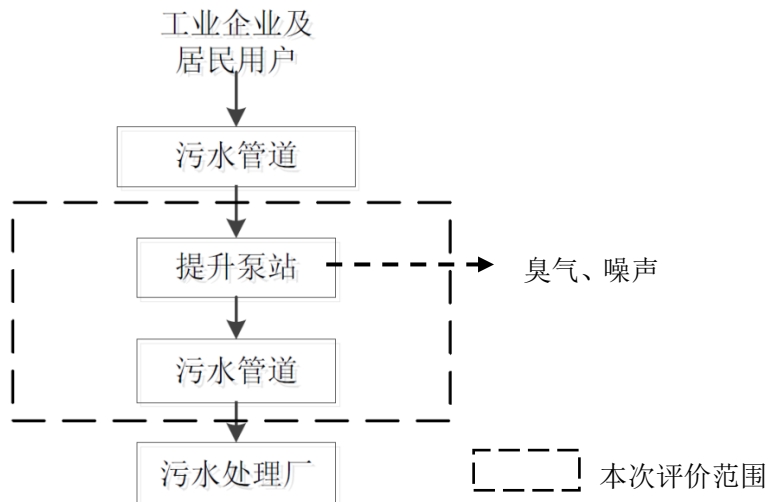 工业企业及
居民用户
污水管道
提升泵站
臭气、噪声
污水管道
污水处理厂
本次评价范围